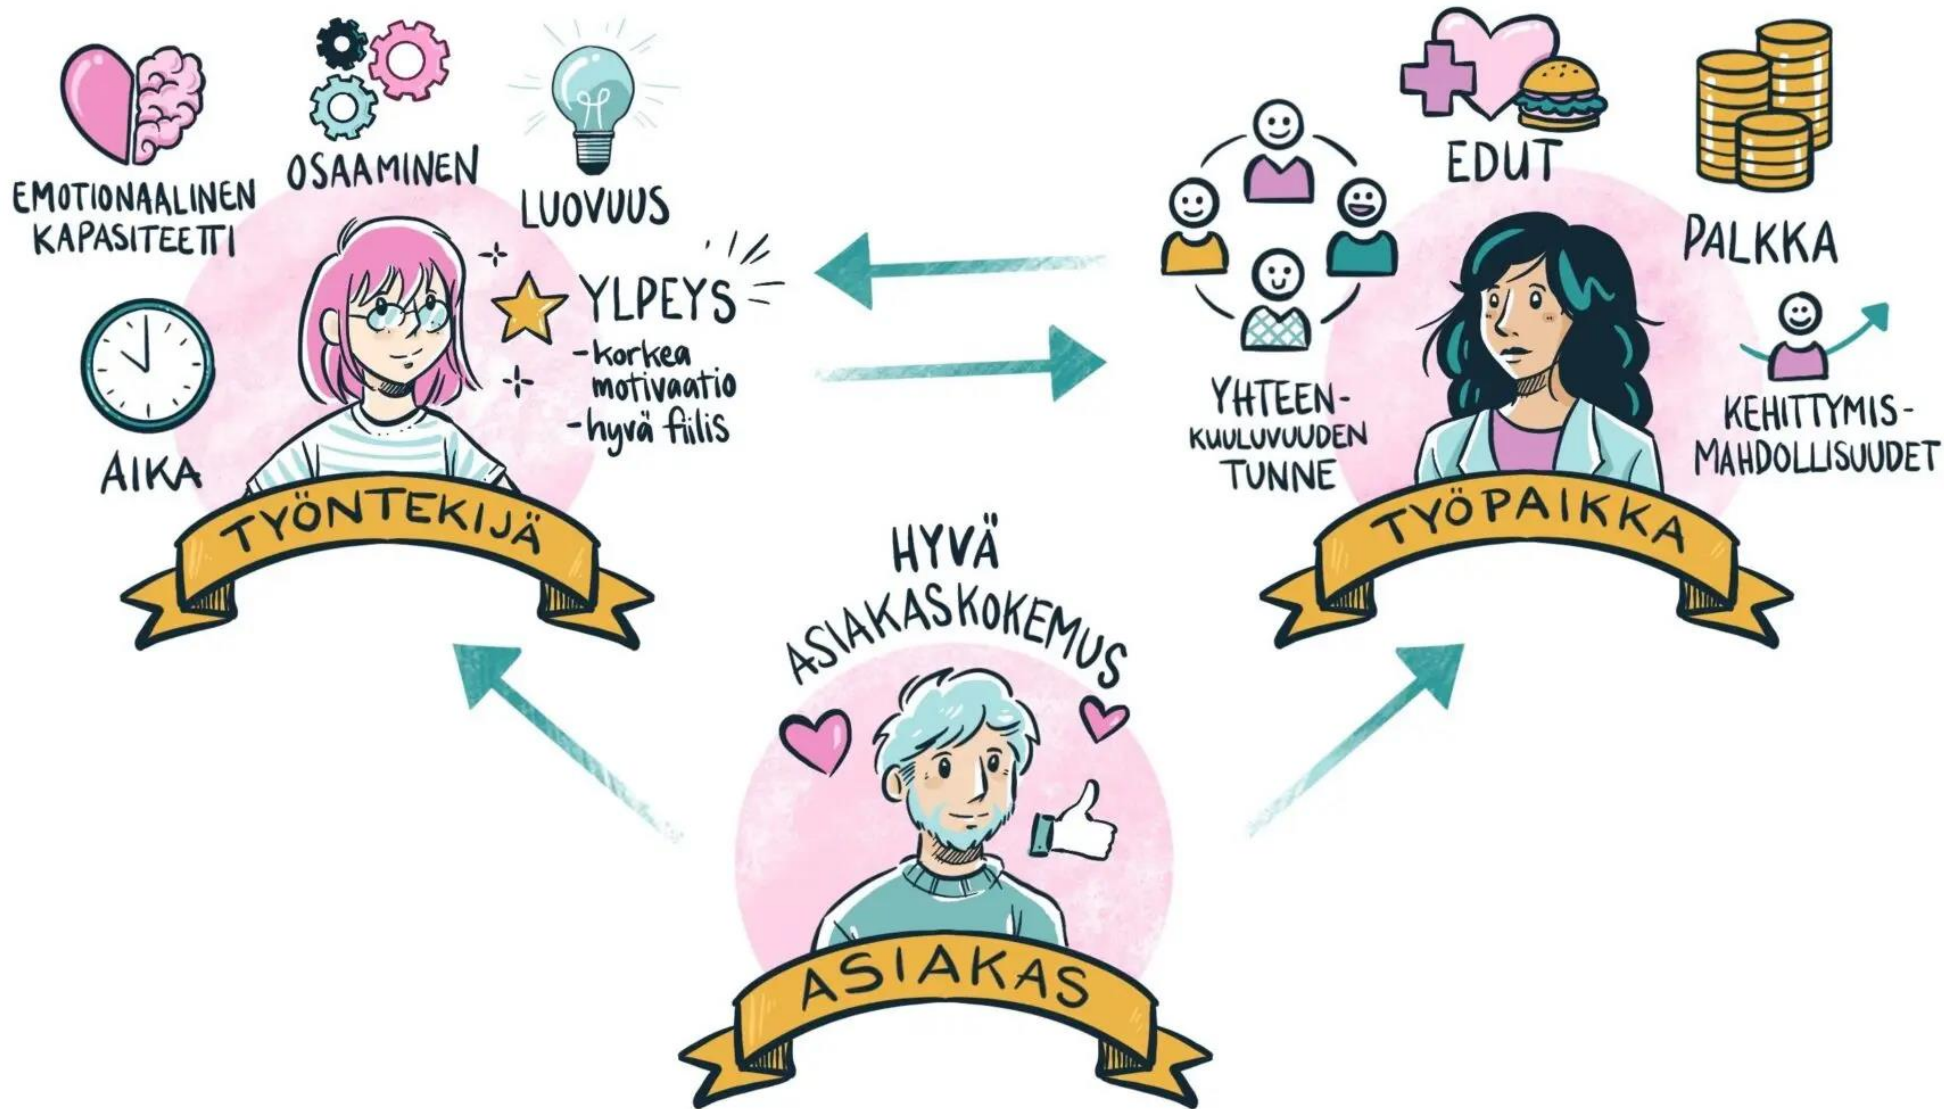 EMOTIONAALINEN
KAPASITEETTI
OSAAMINEN
LUOVUUS
AIKA
YLPEYS
-korkea
motivaatio
-hyvä fiilis
TYÖNTEKIJÄ
YHTEEN-
KUULUVUUDEN
TUNNE
EDUT
PALKKA
KEHITTYMIS-
MAHDOLLISUUDET
TYÖPAIKKA
HYVÄ
ASIAKASKOKEMUS
ASIAKAS